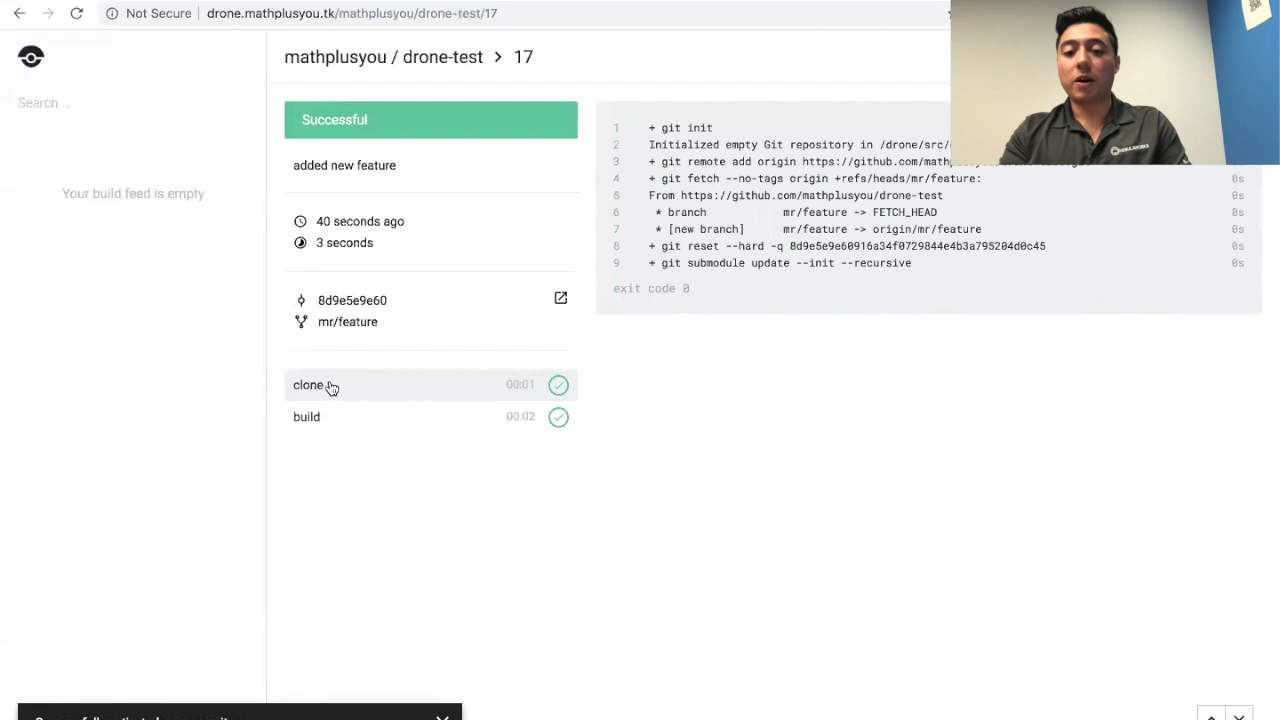 Not Secure drone.mathplusyou.tk/mathplusyou/drone-test/17
mathplusyou / drone-test > 17
Search ...
Your build feed is empty
Successful
added new feature
40 seconds ago
3 seconds
8d9e5e9e60
mr/feature
clone 00:01
build 00:02
1 + git init
2 Initialized empty Git repository in /drone/src/
3 + git remote add origin https://github.com/
4 + git fetch --no-tags origin +refs/heads/mr/feature: 0s
5 From https://github.com/mathplusyou/drone-test 0s
6 * branch mr/feature -> FETCH_HEAD 0s
7 * [new branch] mr/feature -> origin/mr/feature 0s
8 + git reset --hard -q 8d9e5e9e60916a34f0729844e4b3a795204d0c45 0s
9 + git submodule update --init --recursive 0s
exit code 0